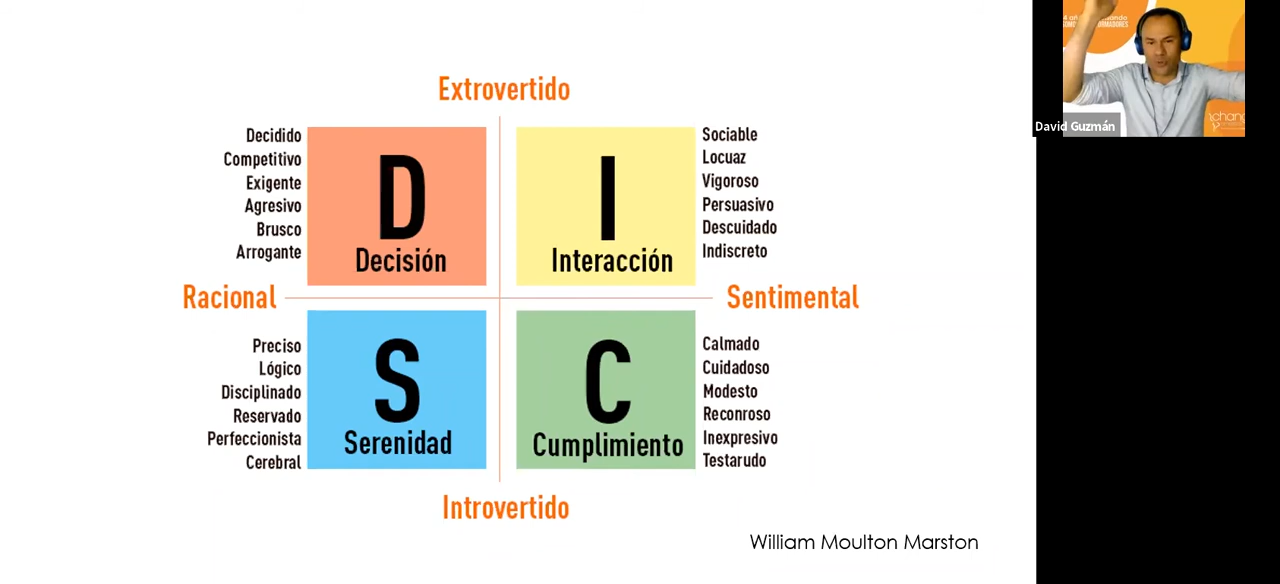 Extrovertido
Decidido
Competitivo
Exigente
Agresivo
Brusco
Arrogante
D
Decisión
I
Interacción
Sociable
Locuaz
Vigoroso
Persuasivo
Descuidado
Indiscreto
Racional
Sentimental
Preciso
Lógico
Disciplinado
Reservado
Perfeccionista
Cerebral
S
Serenidad
C
Cumplimiento
Calmado
Cuidadoso
Modesto
Reconroso
Inexpresivo
Testarudo
Introvertido
William Moulton Marston
David Guzmán